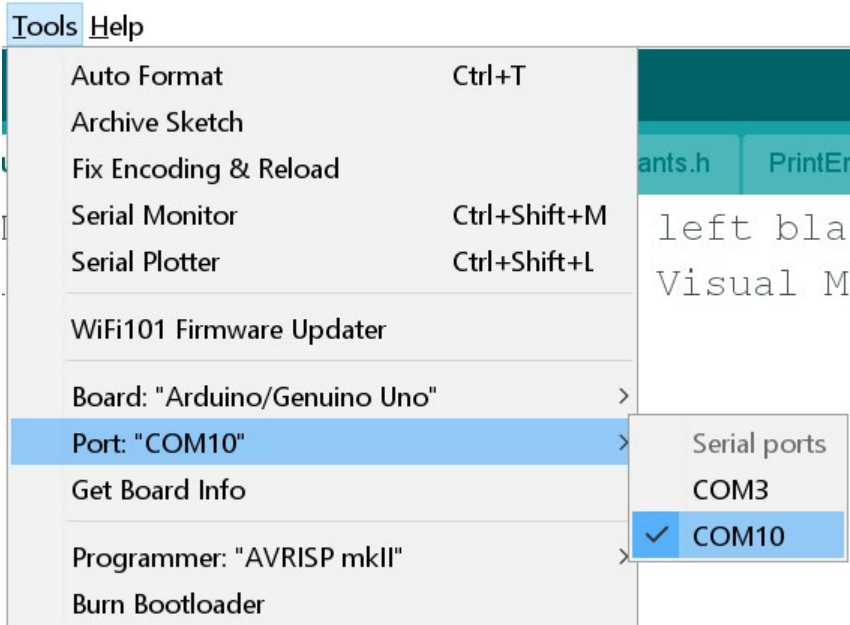 Tools Help
Auto Format Ctrl+T
Archive Sketch
Fix Encoding & Reload
ants.h PrintEr
Serial Monitor Ctrl+Shift+M
left bla
Serial Plotter Ctrl+Shift+L
Visual M
WiFi101 Firmware Updater
Board: "Arduino/Genuino Uno"
Port: "COM10"
Serial ports
Get Board Info
COM3
COM10
Programmer: "AVRISP mkII"
Burn Bootloader